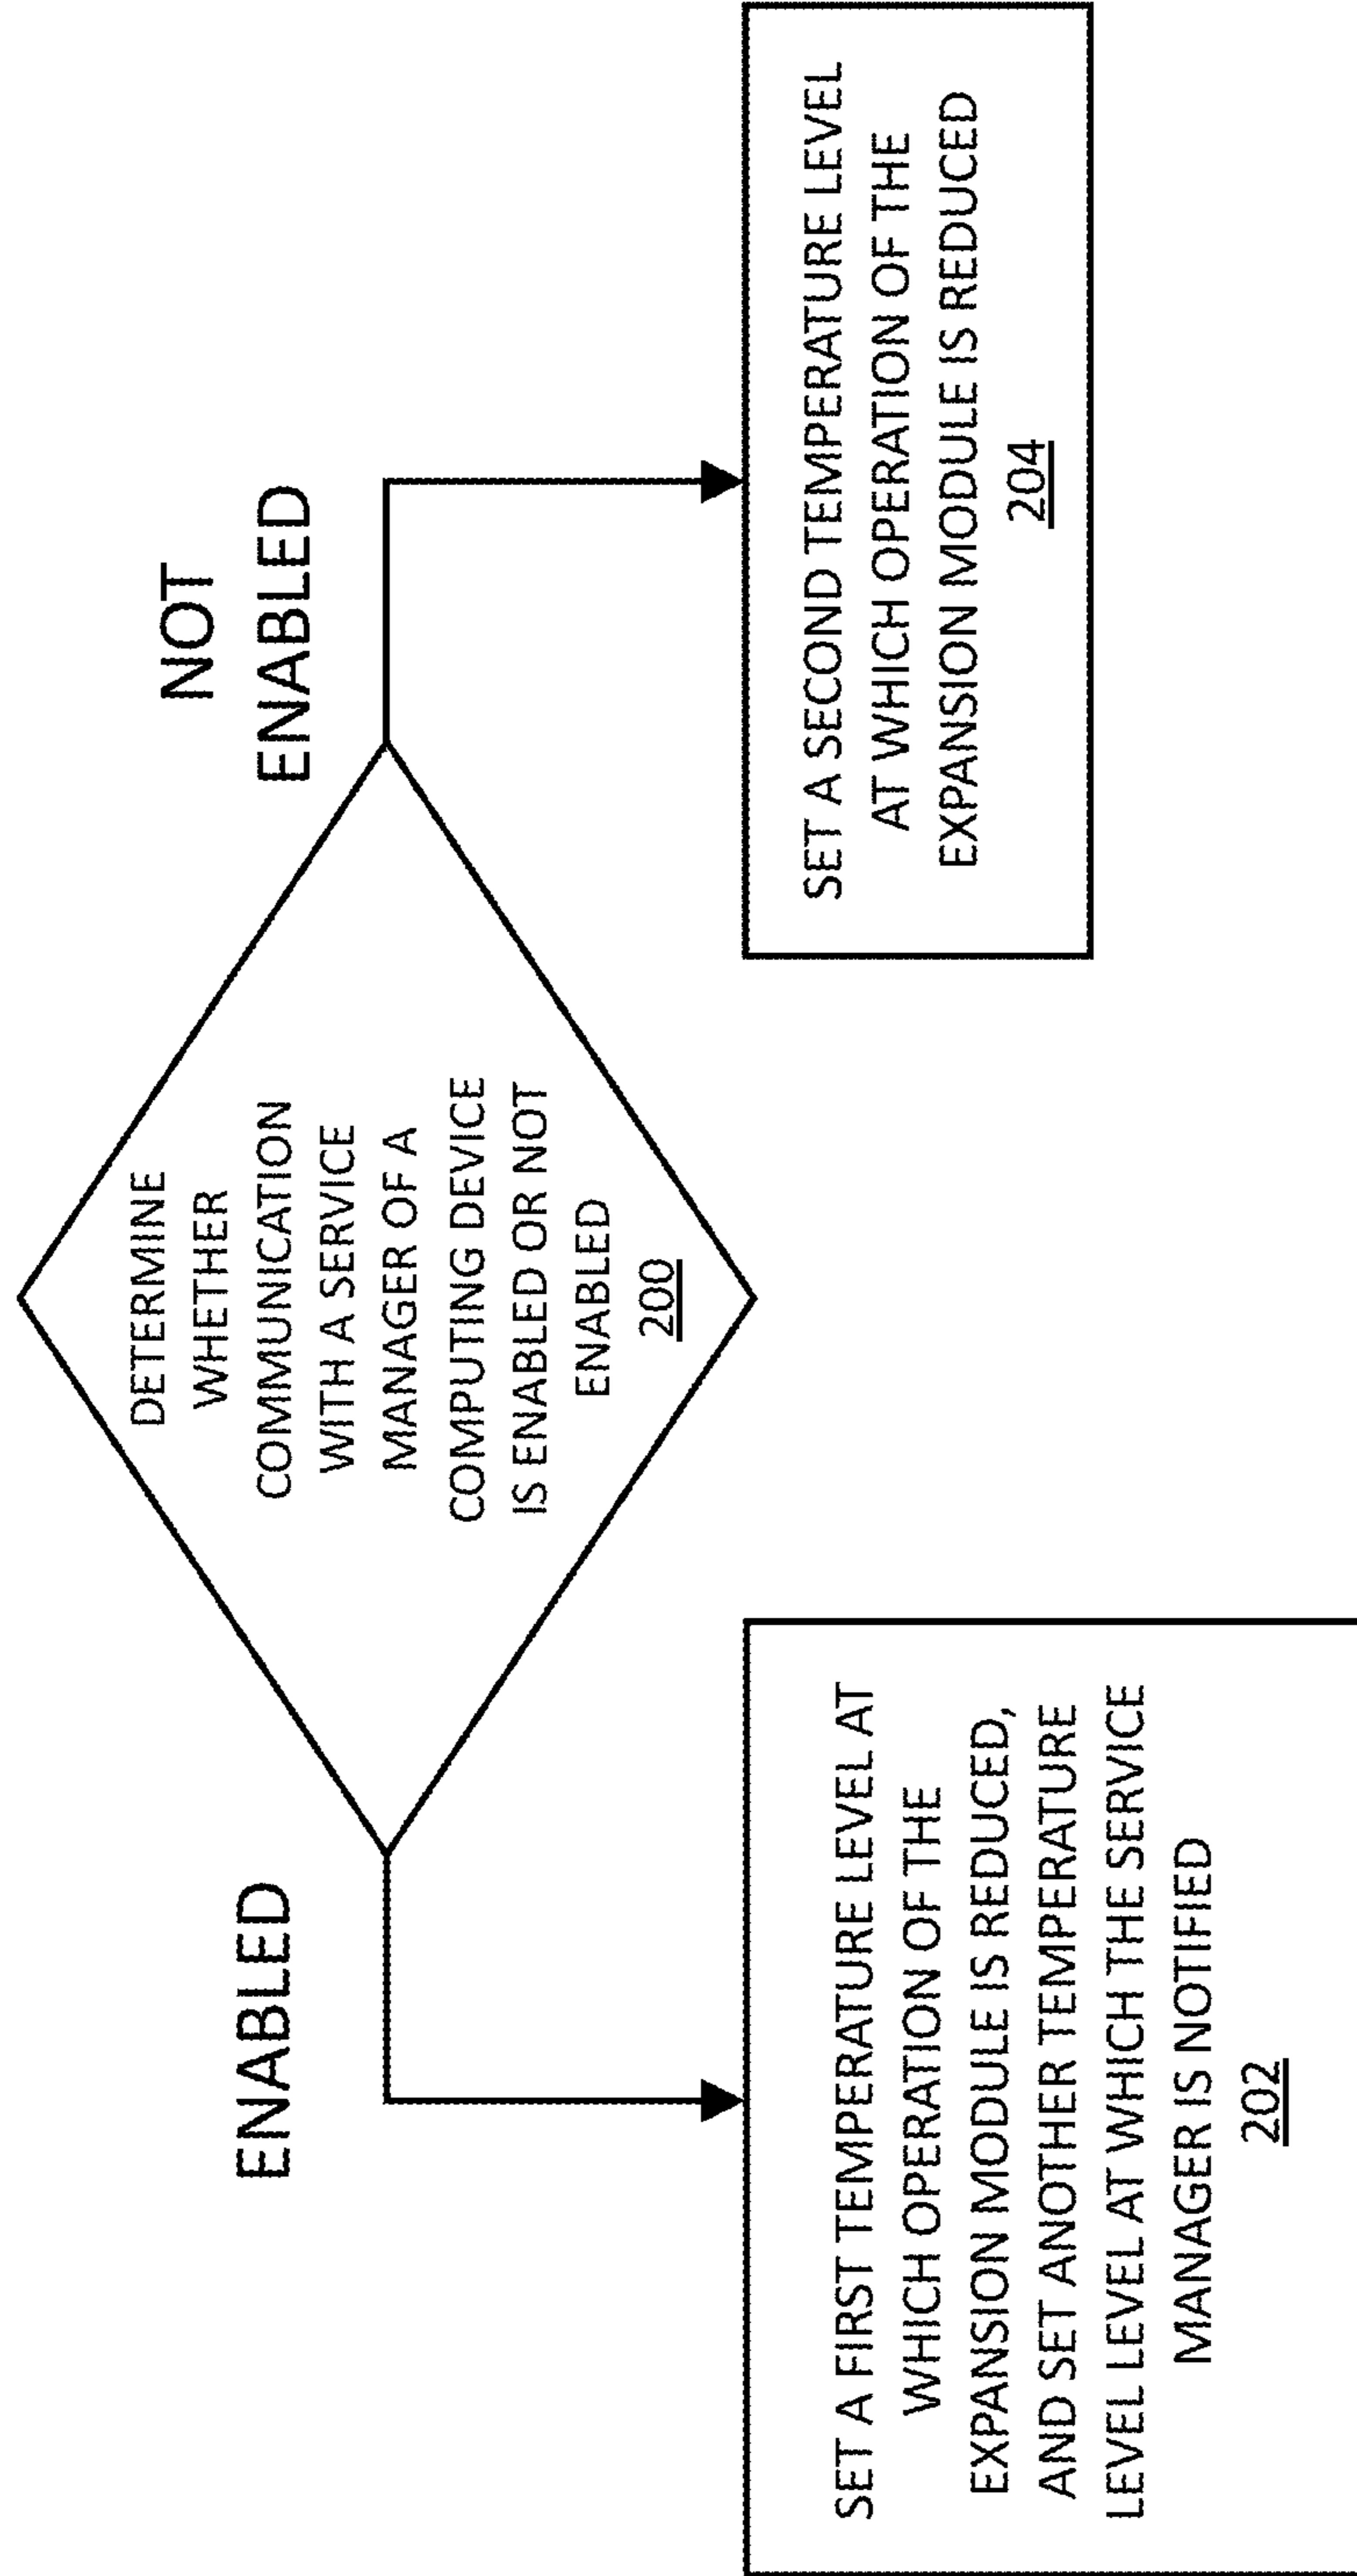 DETERMINE
WHETHER
COMMUNICATION
WITH A SERVICE
MANAGER OF A
COMPUTING DEVICE
IS ENABLED OR NOT
ENABLED
200
ENABLED
NOT
ENABLED
SET A FIRST TEMPERATURE LEVEL AT
WHICH OPERATION OF THE
EXPANSION MODULE IS REDUCED,
AND SET ANOTHER TEMPERATURE
LEVEL LEVEL AT WHICH THE SERVICE
MANAGER IS NOTIFIED
202
SET A SECOND TEMPERATURE LEVEL
AT WHICH OPERATION OF THE
EXPANSION MODULE IS REDUCED
204